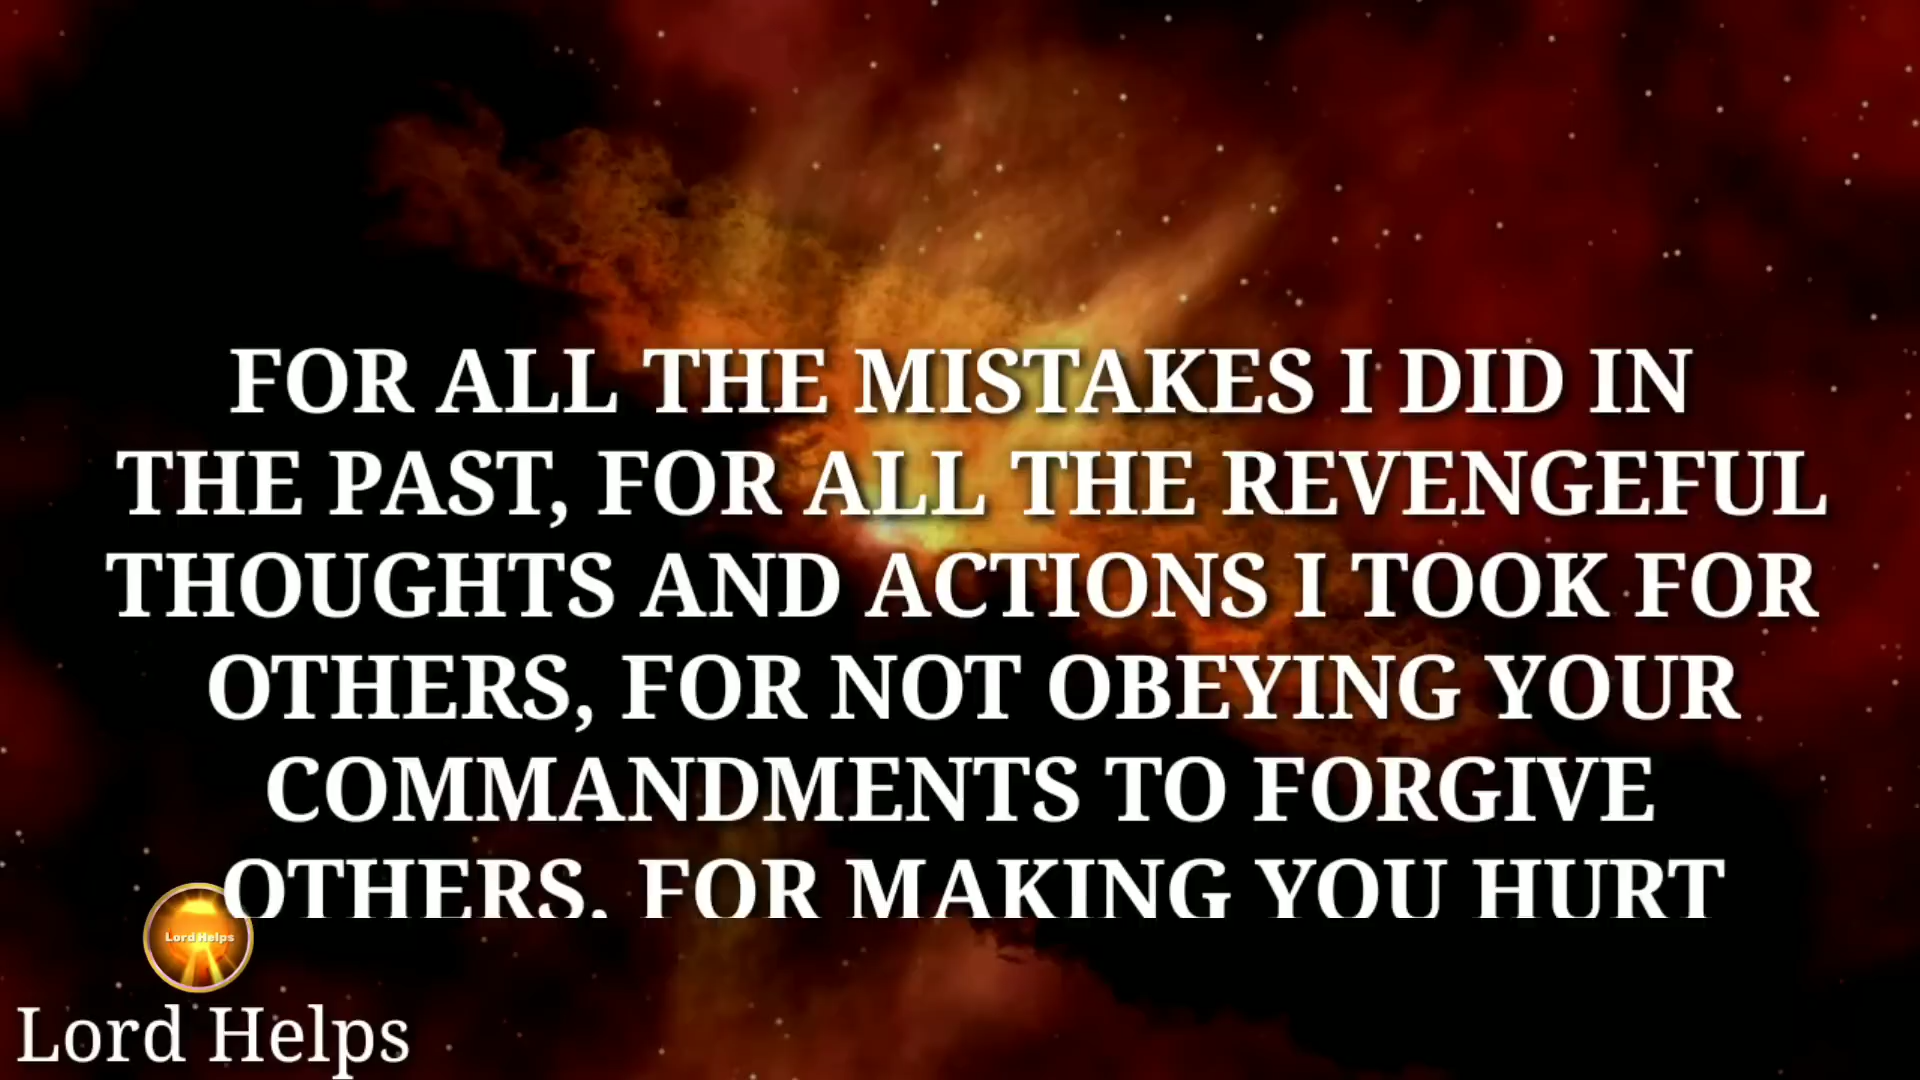 FOR ALL THE MISTAKES I DID IN
THE PAST, FOR ALL THE REVENGEFUL
THOUGHTS AND ACTIONS I TOOK FOR
OTHERS, FOR NOT OBEYING YOUR
COMMANDMENTS TO FORGIVE
OTHERS, FOR MAKING YOU HURT
Lord Helps
Lord Helps